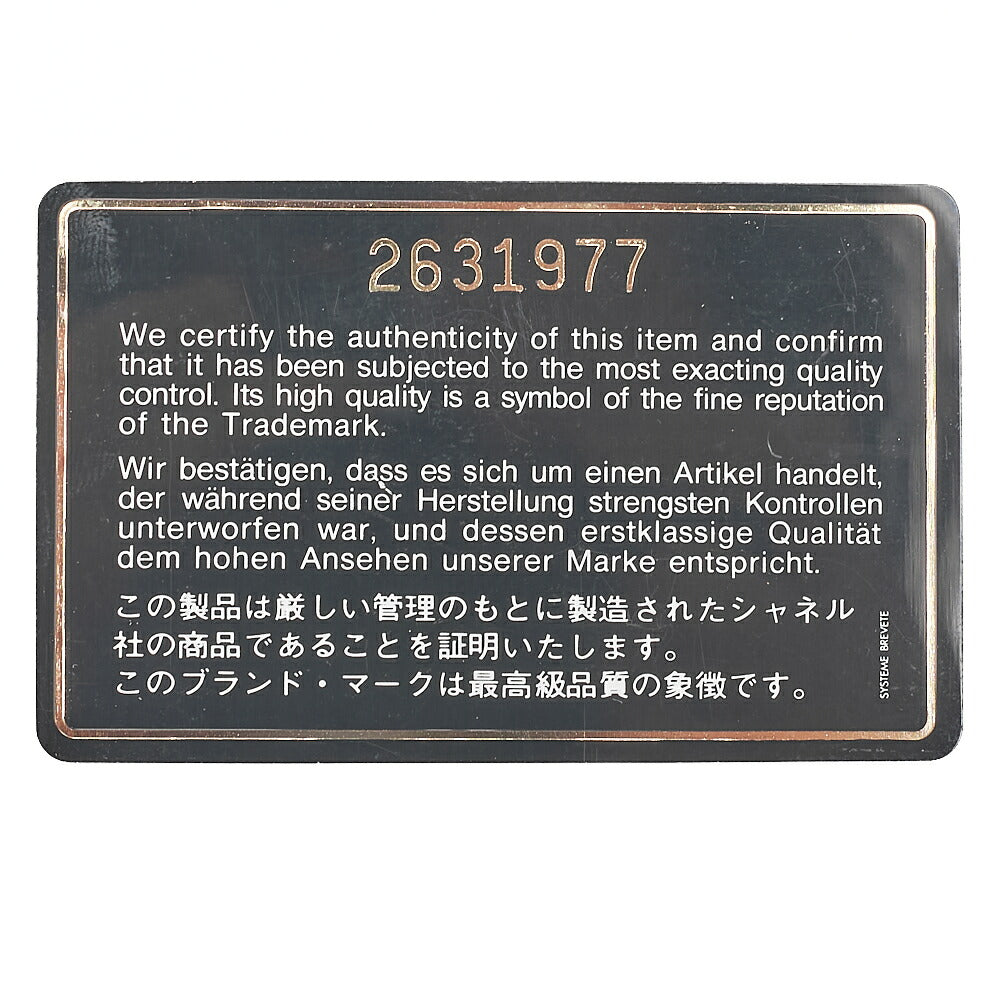 2631977
We certify the authenticity of this item and confirm
that it has been subjected to the most exacting quality
control. Its high quality is a symbol of the fine reputation
of the Trademark.
Wir bestätigen, dass es sich um einen Artikel handelt,
der während seiner Herstellung strengsten Kontrollen
unterworfen war, und dessen erstklassige Qualität
dem hohen Ansehen unserer Marke entspricht.
この製品は厳しい管理のもとに製造されたシャネル
社の商品であることを証明いたします。
このブランド・マークは最高級品質の象徴です。
SYSTEME BREVETE